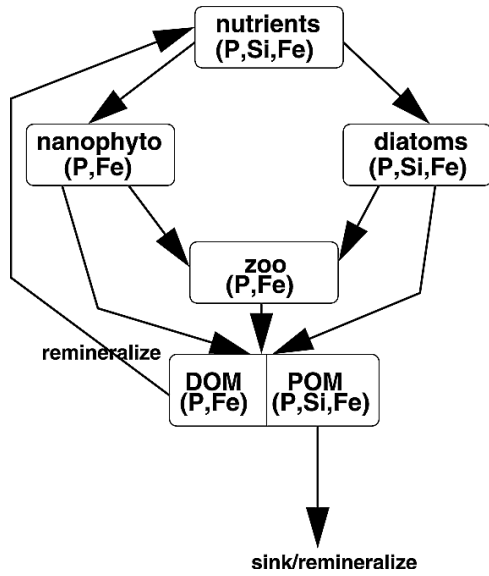 nutrients
(P,Si,Fe)
nanophyto
(P,Fe)
diatoms
(P,Si,Fe)
zoo
(P,Fe)
remineralize
DOM
(P,Fe)
POM
(P,Si,Fe)
sink/remineralize